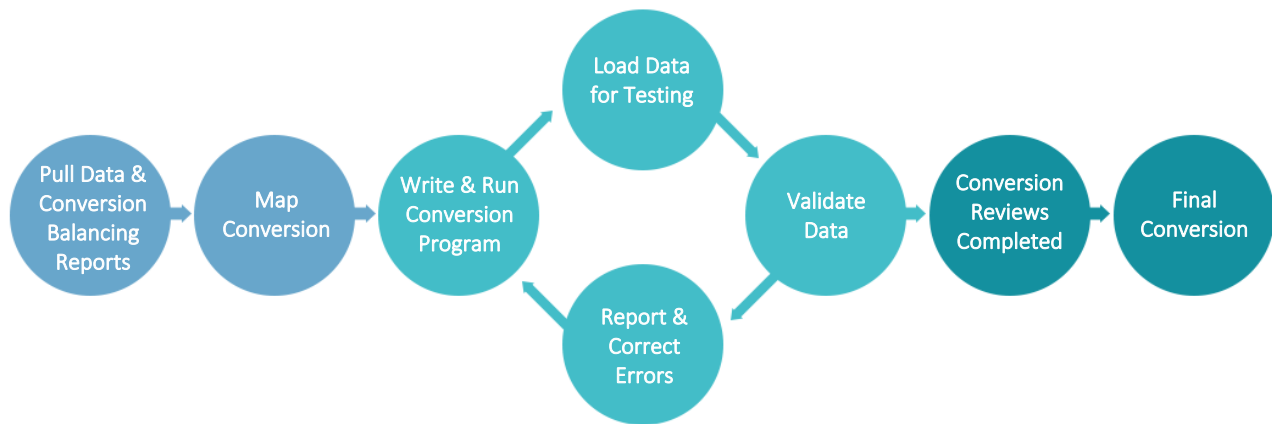 Pull Data &
Conversion
Balancing
Reports
Map
Conversion
Write & Run
Conversion
Program
Load Data
for Testing
Validate
Data
Report &
Correct
Errors
Conversion
Reviews
Completed
Final
Conversion